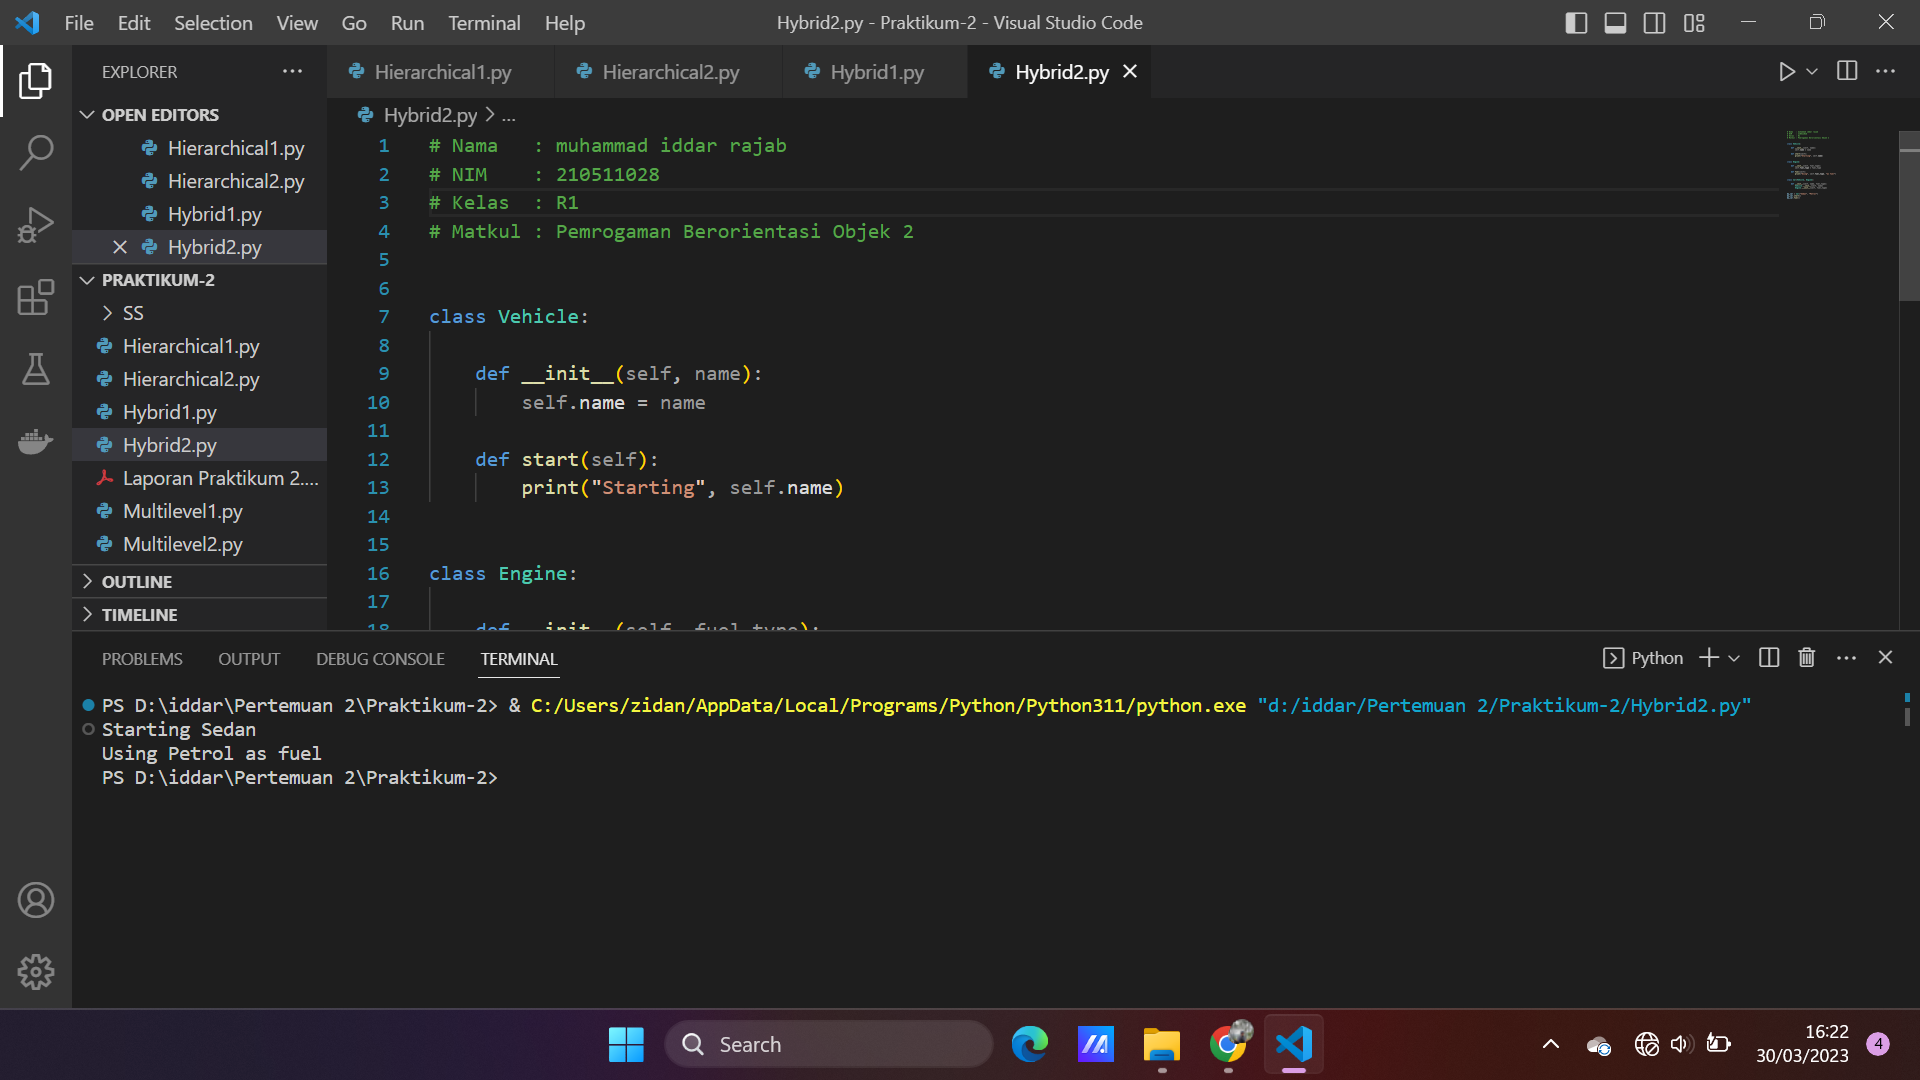 File Edit Selection View Go Run Terminal Help
Hybrid2.py - Praktikum-2 - Visual Studio Code
EXPLORER
OPEN EDITORS
Hierarchical1.py
Hierarchical2.py
Hybrid1.py
Hybrid2.py
PRAKTIKUM-2
SS
Hierarchical1.py
Hierarchical2.py
Hybrid1.py
Hybrid2.py
Laporan Praktikum 2....
Multilevel1.py
Multilevel2.py
OUTLINE
TIMELINE
Hierarchical1.py Hierarchical2.py Hybrid1.py Hybrid2.py
Hybrid2.py > ...
1 # Nama   : muhammad iddar rajab
2 # NIM    : 210511028
3 # Kelas  : R1
4 # Matkul : Pemrogaman Berorientasi Objek 2
5
6
7 class Vehicle:
8
9     def __init__(self, name):
10         self.name = name
11
12     def start(self):
13         print("Starting", self.name)
14
15
16 class Engine:
17
18     def __init__(self, fuel_type):
PROBLEMS OUTPUT DEBUG CONSOLE TERMINAL
Python
PS D:\iddar\Pertemuan 2\Praktikum-2> & C:/Users/zidan/AppData/Local/Programs/Python/Python311/python.exe "d:/iddar/Pertemuan 2/Praktikum-2/Hybrid2.py"
Starting Sedan
Using Petrol as fuel
PS D:\iddar\Pertemuan 2\Praktikum-2>
Search
16:22
30/03/2023
4